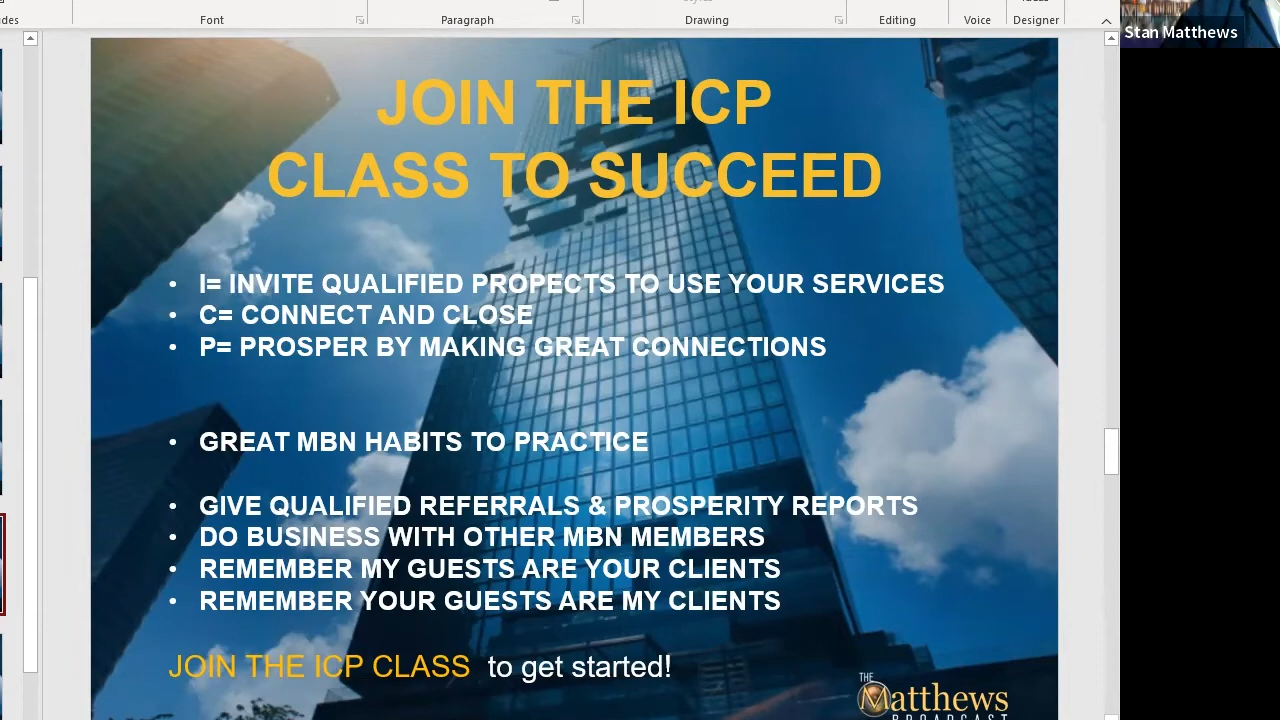 Font
Paragraph
Drawing
Editing
Voice
Designer
Stan Matthews
JOIN THE ICP
CLASS TO SUCCEED
• I= INVITE QUALIFIED PROPECTS TO USE YOUR SERVICES
• C= CONNECT AND CLOSE
• P= PROSPER BY MAKING GREAT CONNECTIONS
• GREAT MBN HABITS TO PRACTICE
• GIVE QUALIFIED REFERRALS & PROSPERITY REPORTS
• DO BUSINESS WITH OTHER MBN MEMBERS
• REMEMBER MY GUESTS ARE YOUR CLIENTS
• REMEMBER YOUR GUESTS ARE MY CLIENTS
JOIN THE ICP CLASS to get started!
THE
Matthews
BROADCAST